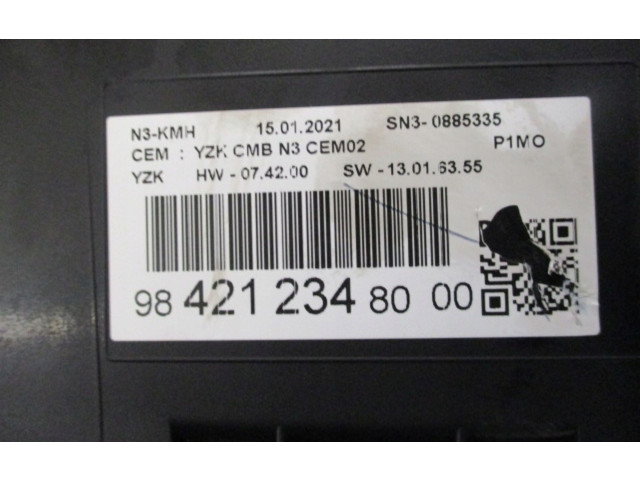 N3-KMH 15.01.2021 SN3-0885335
CEM : YZK CMB N3 CEM02 P1MO
YZK HW - 07.42.00 SW - 13.01.63.55
98 421 234 80 00